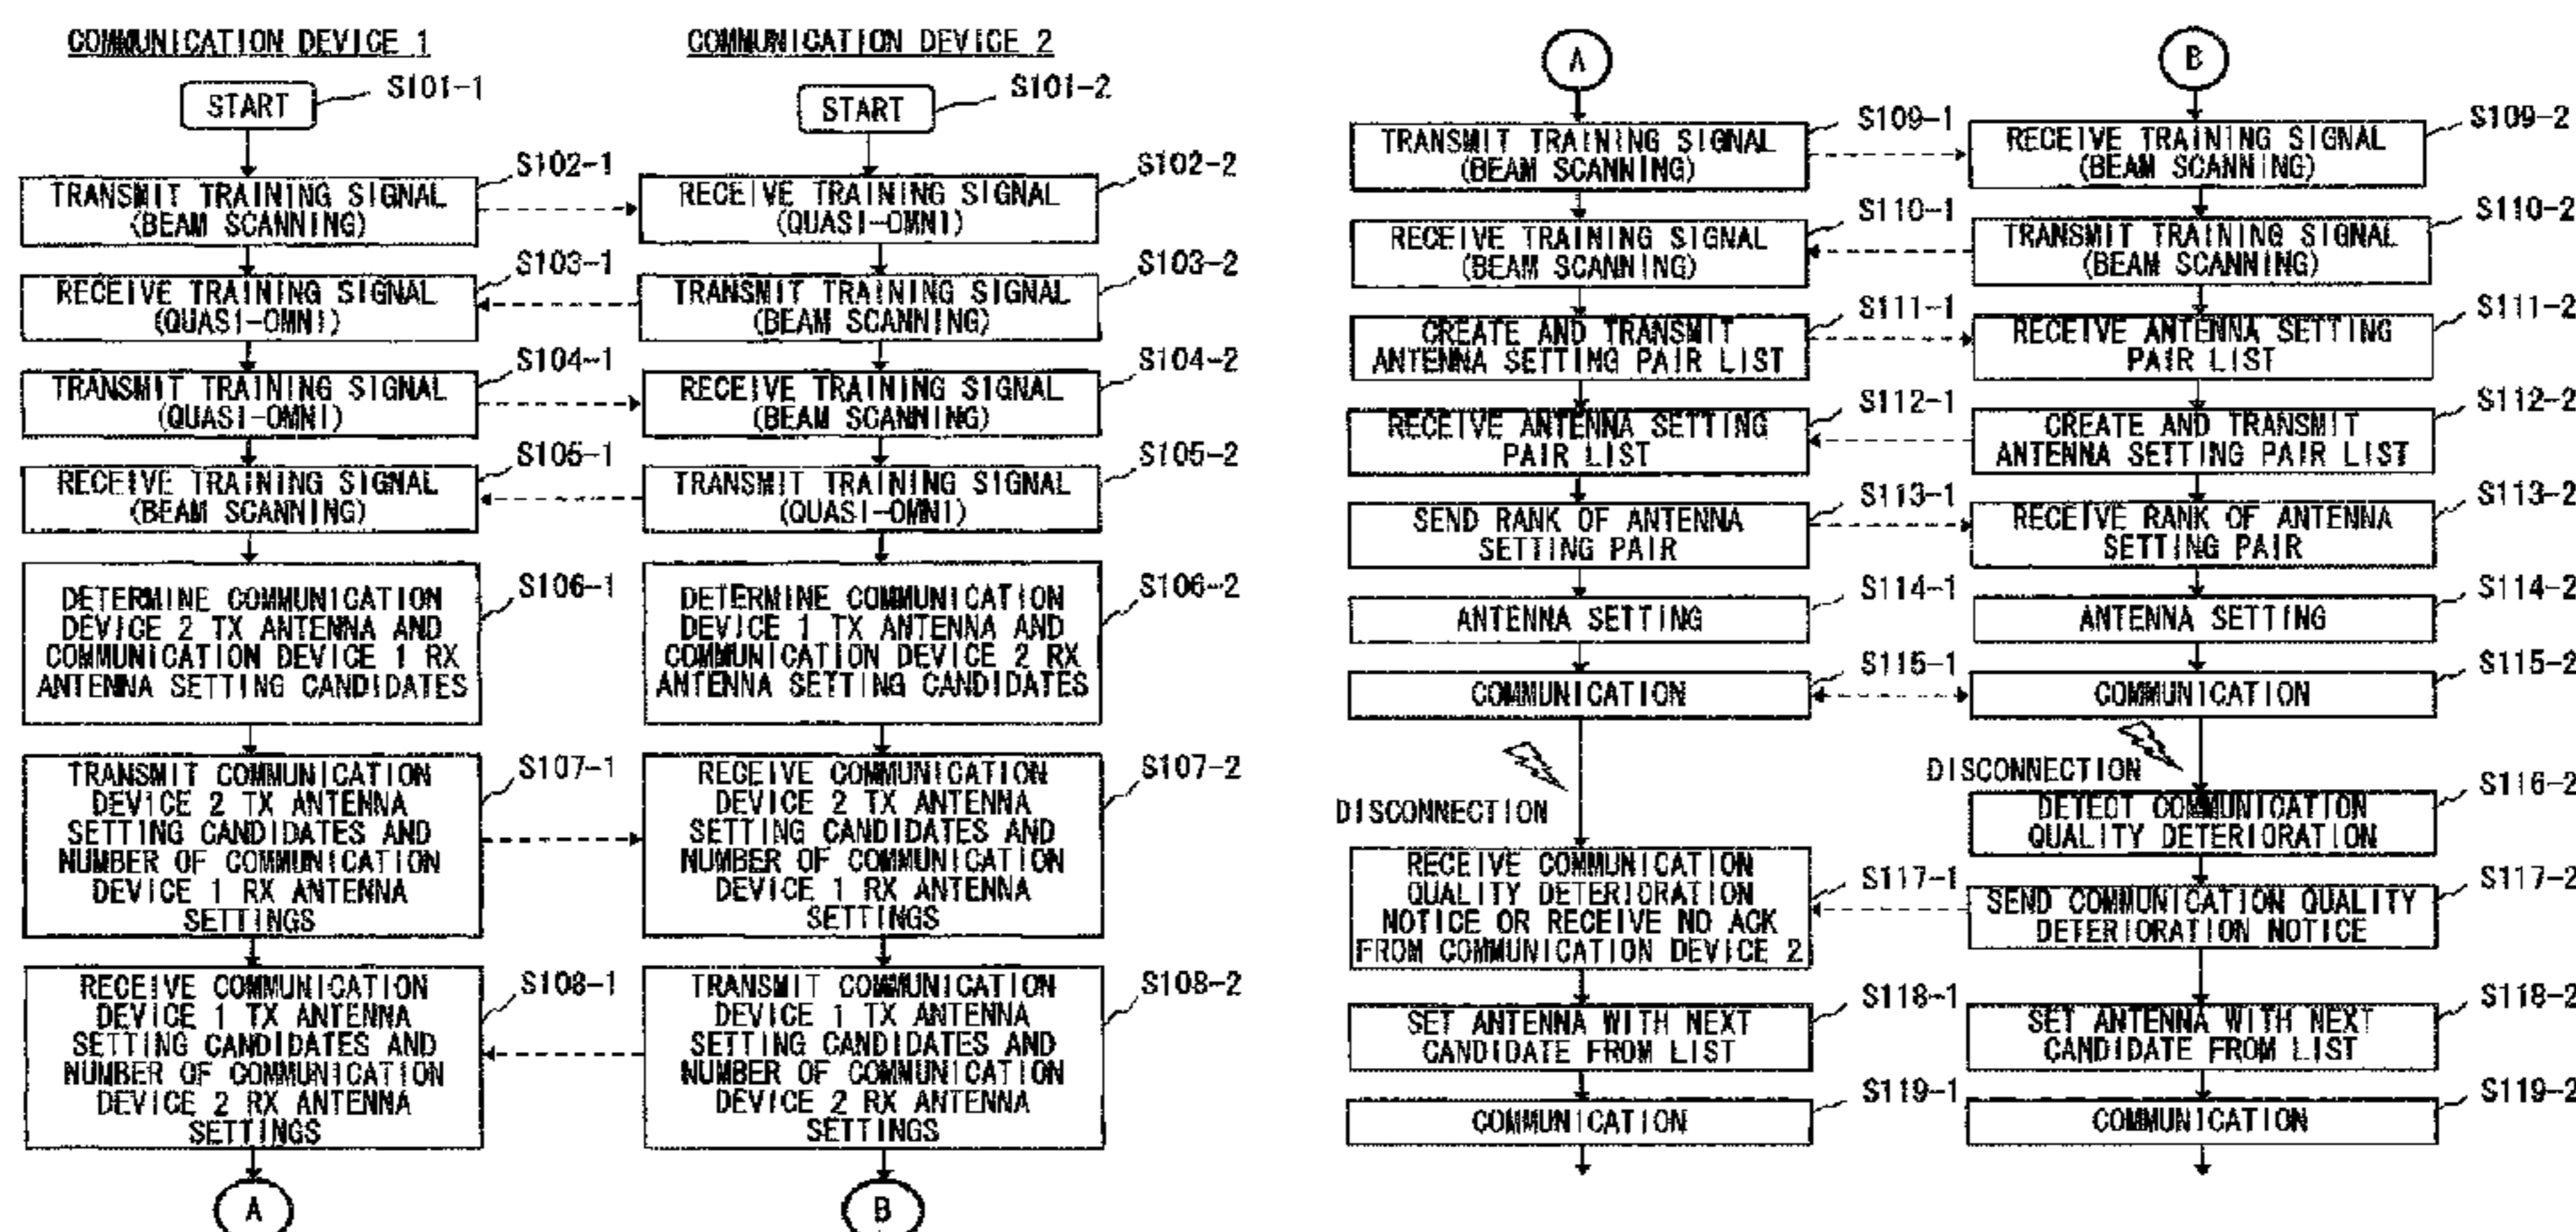 COMMUNICATION DEVICE 1
START
S101-1
TRANSMIT TRAINING SIGNAL
(BEAM SCANNING)
S102-1
RECEIVE TRAINING SIGNAL
(QUASI-OMNI)
S103-1
TRANSMIT TRAINING SIGNAL
(QUASI-OMNI)
S104-1
RECEIVE TRAINING SIGNAL
(BEAM SCANNING)
S105-1
DETERMINE COMMUNICATION
DEVICE 2 TX ANTENNA AND
COMMUNICATION DEVICE 1 RX
ANTENNA SETTING CANDIDATES
S106-1
TRANSMIT COMMUNICATION
DEVICE 2 TX ANTENNA
SETTING CANDIDATES AND
NUMBER OF COMMUNICATION
DEVICE 1 RX ANTENNA
SETTINGS
S107-1
RECEIVE COMMUNICATION
DEVICE 1 TX ANTENNA
SETTING CANDIDATES AND
NUMBER OF COMMUNICATION
DEVICE 2 RX ANTENNA
SETTINGS
S108-1
A
COMMUNICATION DEVICE 2
START
S101-2
RECEIVE TRAINING SIGNAL
(QUASI-OMNI)
S102-2
TRANSMIT TRAINING SIGNAL
(BEAM SCANNING)
S103-2
RECEIVE TRAINING SIGNAL
(BEAM SCANNING)
S104-2
TRANSMIT TRAINING SIGNAL
(QUASI-OMNI)
S105-2
DETERMINE COMMUNICATION
DEVICE 1 TX ANTENNA AND
COMMUNICATION DEVICE 2 RX
ANTENNA SETTING CANDIDATES
S106-2
RECEIVE COMMUNICATION
DEVICE 2 TX ANTENNA
SETTING CANDIDATES AND
NUMBER OF COMMUNICATION
DEVICE 1 RX ANTENNA
SETTINGS
S107-2
TRANSMIT COMMUNICATION
DEVICE 1 TX ANTENNA
SETTING CANDIDATES AND
NUMBER OF COMMUNICATION
DEVICE 2 RX ANTENNA
SETTINGS
S108-2
B
A
TRANSMIT TRAINING SIGNAL
(BEAM SCANNING)
S109-1
RECEIVE TRAINING SIGNAL
(BEAM SCANNING)
S110-1
CREATE AND TRANSMIT
ANTENNA SETTING PAIR LIST
S111-1
RECEIVE ANTENNA SETTING
PAIR LIST
S112-1
SEND RANK OF ANTENNA
SETTING PAIR
S113-1
ANTENNA SETTING
S114-1
COMMUNICATION
S115-1
DISCONNECTION
RECEIVE COMMUNICATION
QUALITY DETERIORATION
NOTICE OR RECEIVE NO ACK
FROM COMMUNICATION DEVICE 2
S117-1
SET ANTENNA WITH NEXT
CANDIDATE FROM LIST
S118-1
COMMUNICATION
S119-1
B
RECEIVE TRAINING SIGNAL
(BEAM SCANNING)
S109-2
TRANSMIT TRAINING SIGNAL
(BEAM SCANNING)
S110-2
RECEIVE ANTENNA SETTING
PAIR LIST
S111-2
CREATE AND TRANSMIT
ANTENNA SETTING PAIR LIST
S112-2
RECEIVE RANK OF ANTENNA
SETTING PAIR
S113-2
ANTENNA SETTING
S114-2
COMMUNICATION
S115-2
DISCONNECTION
DETECT COMMUNICATION
QUALITY DETERIORATION
S116-2
SEND COMMUNICATION QUALITY
DETERIORATION NOTICE
S117-2
SET ANTENNA WITH NEXT
CANDIDATE FROM LIST
S118-2
COMMUNICATION
S119-2